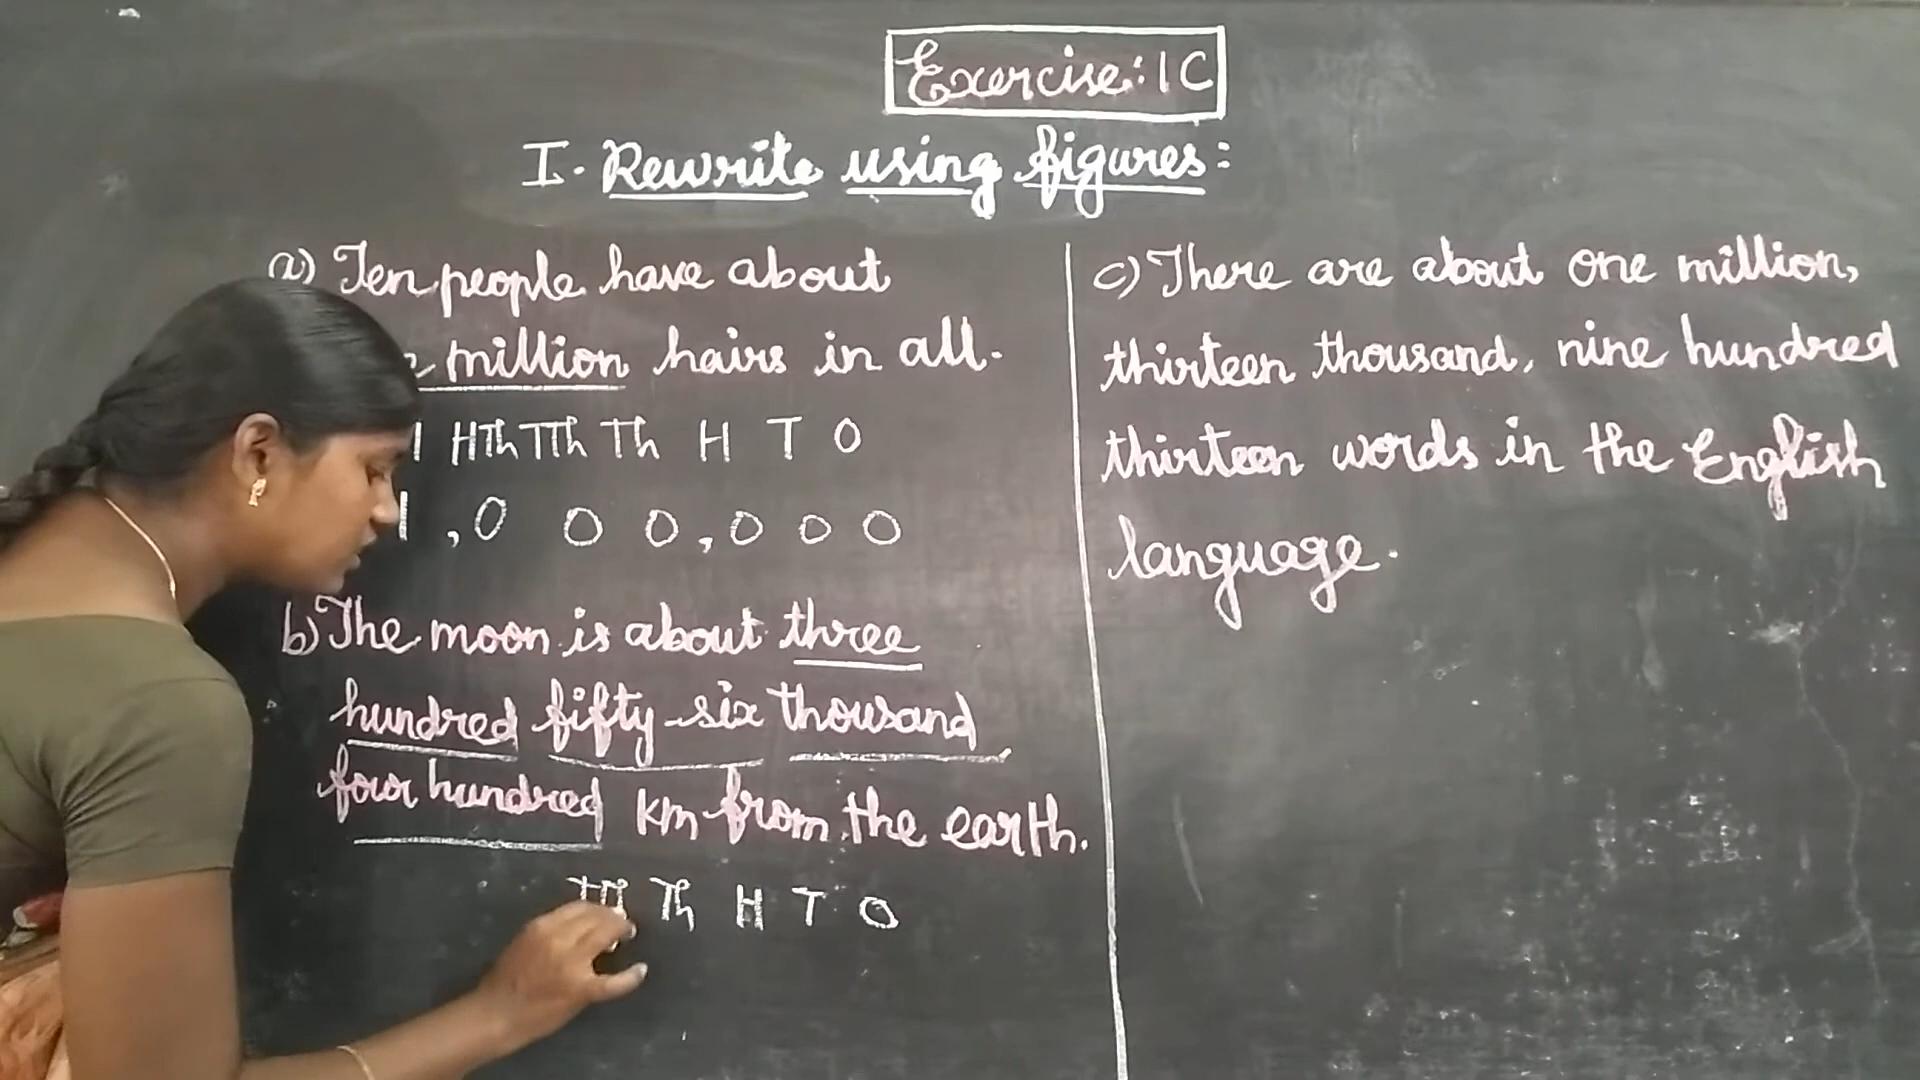 Exercise: 1C
I. Rewrite using figures:
a) Ten people have about
million hairs in all.
HTh TTh Th H T O
1,0 0 0,0 0 0
b) The moon is about three
hundred fifty-six thousand
four hundred km from the earth.
Th H T O
c) There are about one million,
thirteen thousand, nine hundred
thirteen words in the English
language.